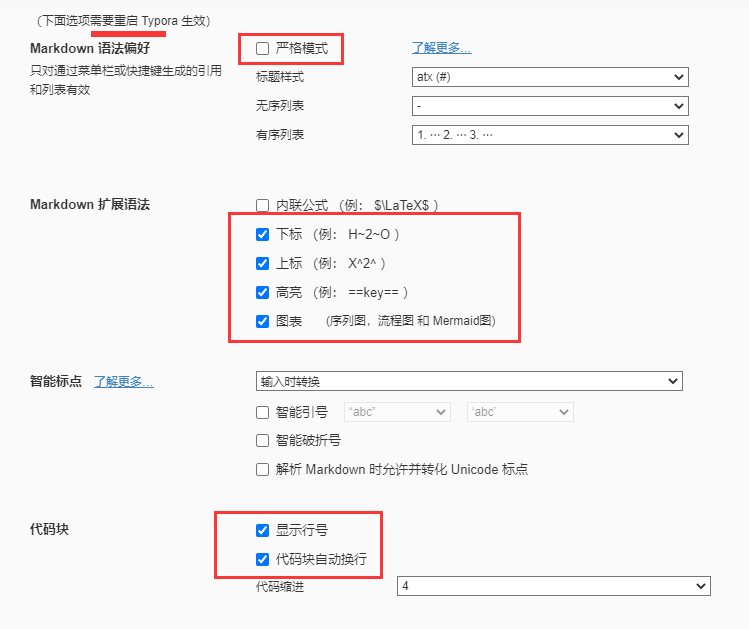 （下面选项需要重启 Typora 生效）
Markdown 语法偏好
严格模式
了解更多...
只对通过菜单栏或快捷键生成的引用
和列表有效
标题样式
atx (#)
无序列表
-
有序列表
1. ··· 2. ··· 3. ···
Markdown 扩展语法
内联公式 （例： $\LaTeX$ ）
下标 （例： H~2~O ）
上标 （例： X^2^ ）
高亮 （例： ==key== ）
图表 （序列图，流程图 和 Mermaid图）
智能标点
了解更多...
输入时转换
智能引号
“abc”
‘abc’
智能破折号
解析 Markdown 时允许并转化 Unicode 标点
代码块
显示行号
代码块自动换行
代码缩进
4